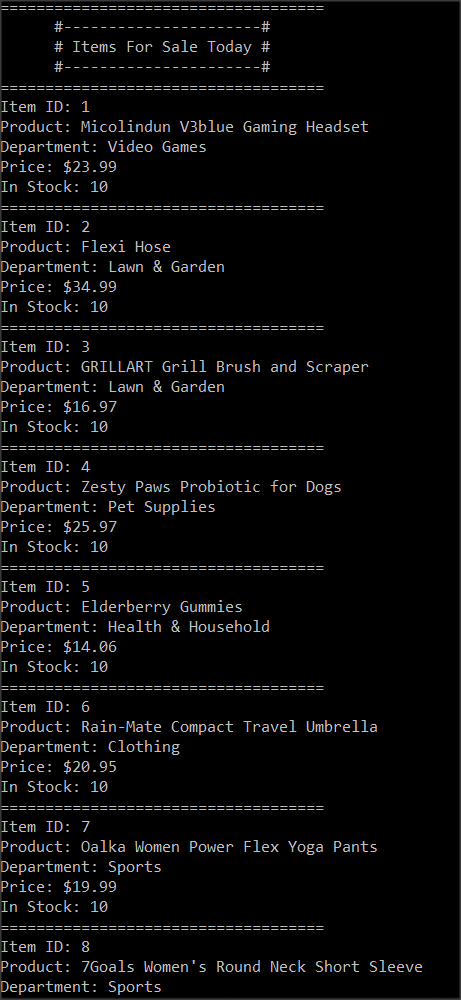 ====================================
#----------------------#
# Items For Sale Today #
#----------------------#
====================================
Item ID: 1
Product: Micolindun V3blue Gaming Headset
Department: Video Games
Price: $23.99
In Stock: 10
====================================
Item ID: 2
Product: Flexi Hose
Department: Lawn & Garden
Price: $34.99
In Stock: 10
====================================
Item ID: 3
Product: GRILLART Grill Brush and Scraper
Department: Lawn & Garden
Price: $16.97
In Stock: 10
====================================
Item ID: 4
Product: Zesty Paws Probiotic for Dogs
Department: Pet Supplies
Price: $25.97
In Stock: 10
====================================
Item ID: 5
Product: Elderberry Gummies
Department: Health & Household
Price: $14.06
In Stock: 10
====================================
Item ID: 6
Product: Rain-Mate Compact Travel Umbrella
Department: Clothing
Price: $20.95
In Stock: 10
====================================
Item ID: 7
Product: Oalka Women Power Flex Yoga Pants
Department: Sports
Price: $19.99
In Stock: 10
====================================
Item ID: 8
Product: 7Goals Women's Round Neck Short Sleeve
Department: Sports